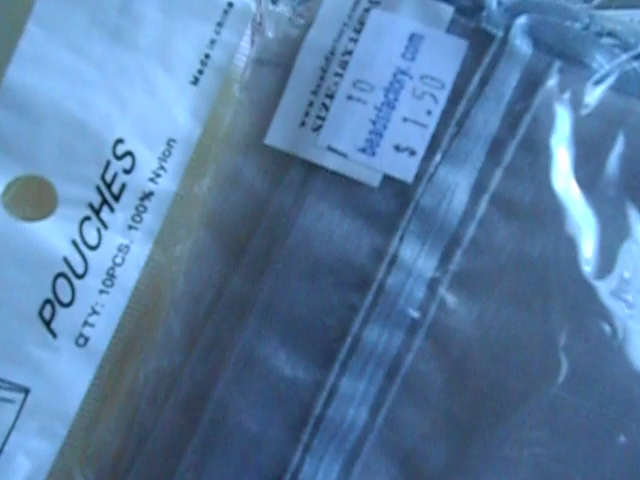 Made in china
POUCHES
QTY: 10PCS. 100% Nylon
10
beadsfactory.com
$ 1.50